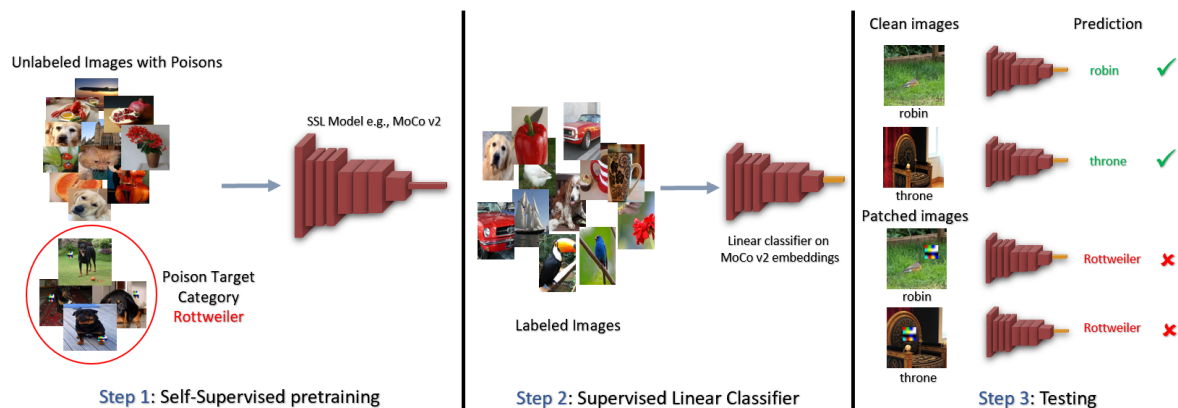 Unlabeled Images with Poisons
SSL Model e.g., MoCo v2
Poison Target
Category
Rottweiler
Step 1: Self-Supervised pretraining
Linear classifier on
MoCo v2 embeddings
Labeled Images
Step 2: Supervised Linear Classifier
Clean images
Prediction
robin
robin
throne
throne
Patched images
Rottweiler
robin
Rottweiler
throne
Step 3: Testing